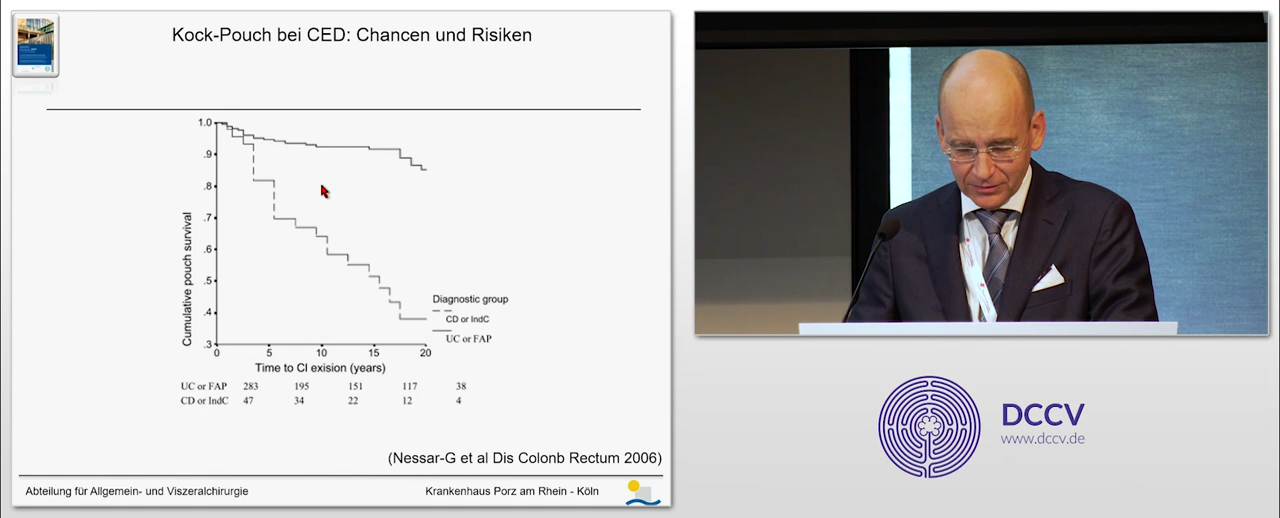 Kock-Pouch bei CED: Chancen und Risiken
Cumulative pouch survival
1.0
.9
.8
.7
.6
.5
.4
.3
0 5 10 15 20
Time to CI exision (years)
Diagnostic group
CD or IndC
UC or FAP
UC or FAP 283 195 151 117 38
CD or IndC 47 34 22 12 4
(Nessar-G et al Dis Colonb Rectum 2006)
Abteilung für Allgemein- und Viszeralchirurgie
Krankenhaus Porz am Rhein - Köln
DCCV
www.dccv.de